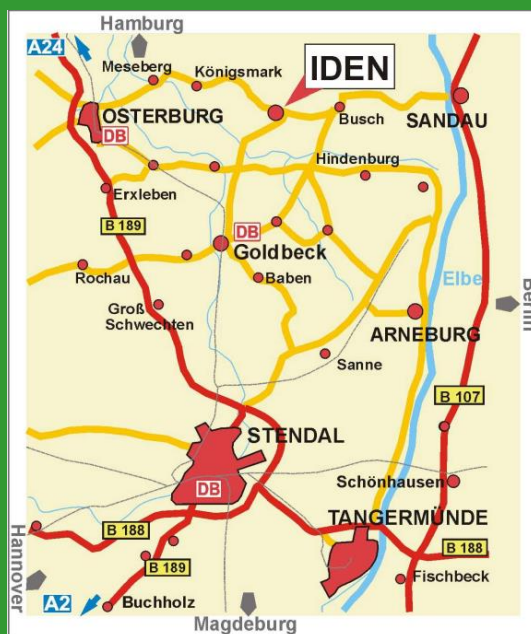 Hamburg
A24
Meseberg
Königsmark
IDEN
OSTERBURG
DB
Busch
SANDAU
Hindenburg
Erxleben
B 189
DB
Goldbeck
Rochau
Baben
Elbe
Berlin
Groß
Schwechten
ARNEBURG
Sanne
B 107
STENDAL
DB
Schönhausen
TANGERMÜNDE
B 188
B 188
Hannover
B 189
Fischbeck
A2
Buchholz
Magdeburg